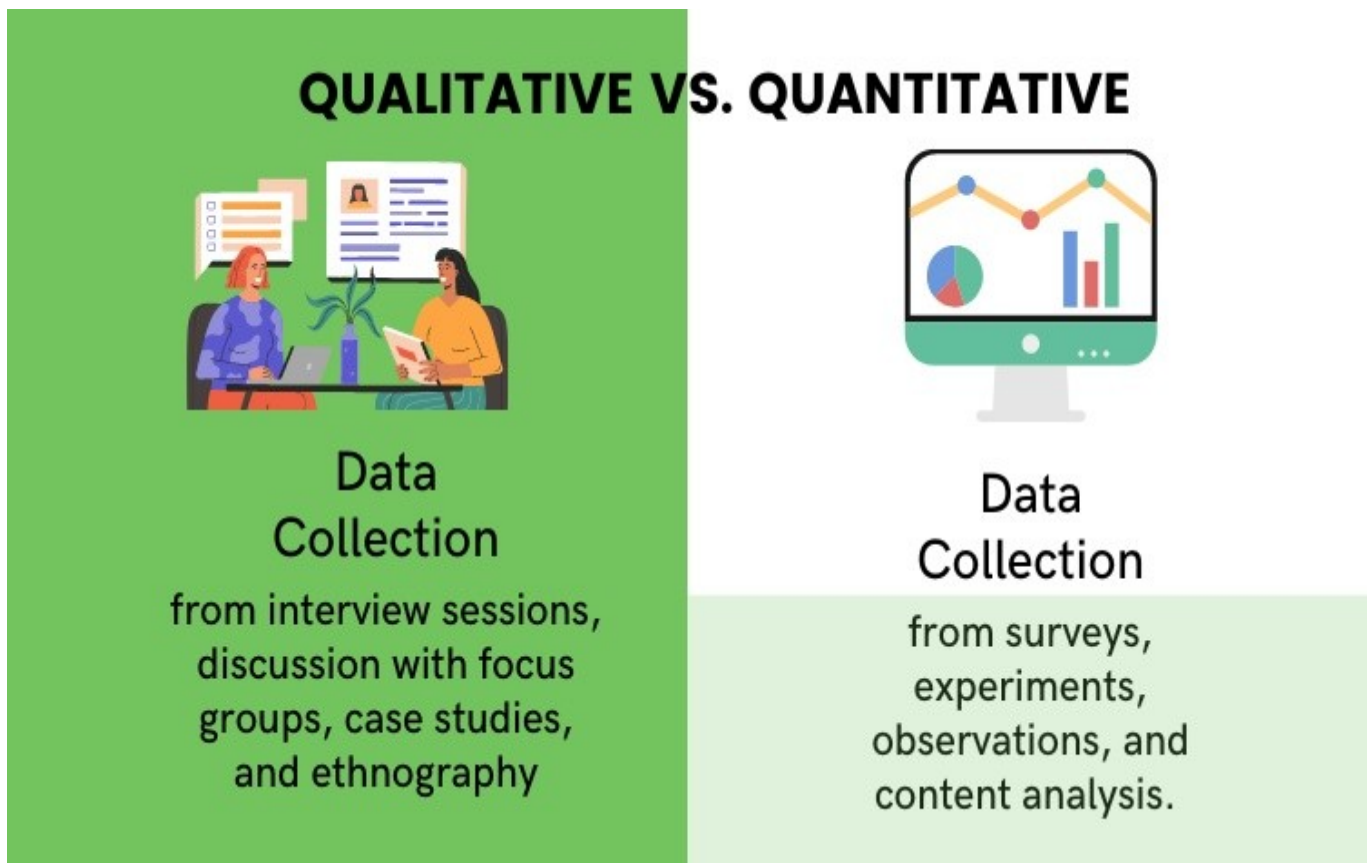 QUALITATIVE VS. QUANTITATIVE
Data
Collection
from interview sessions,
discussion with focus
groups, case studies,
and ethnography
Data
Collection
from surveys,
experiments,
observations, and
content analysis.